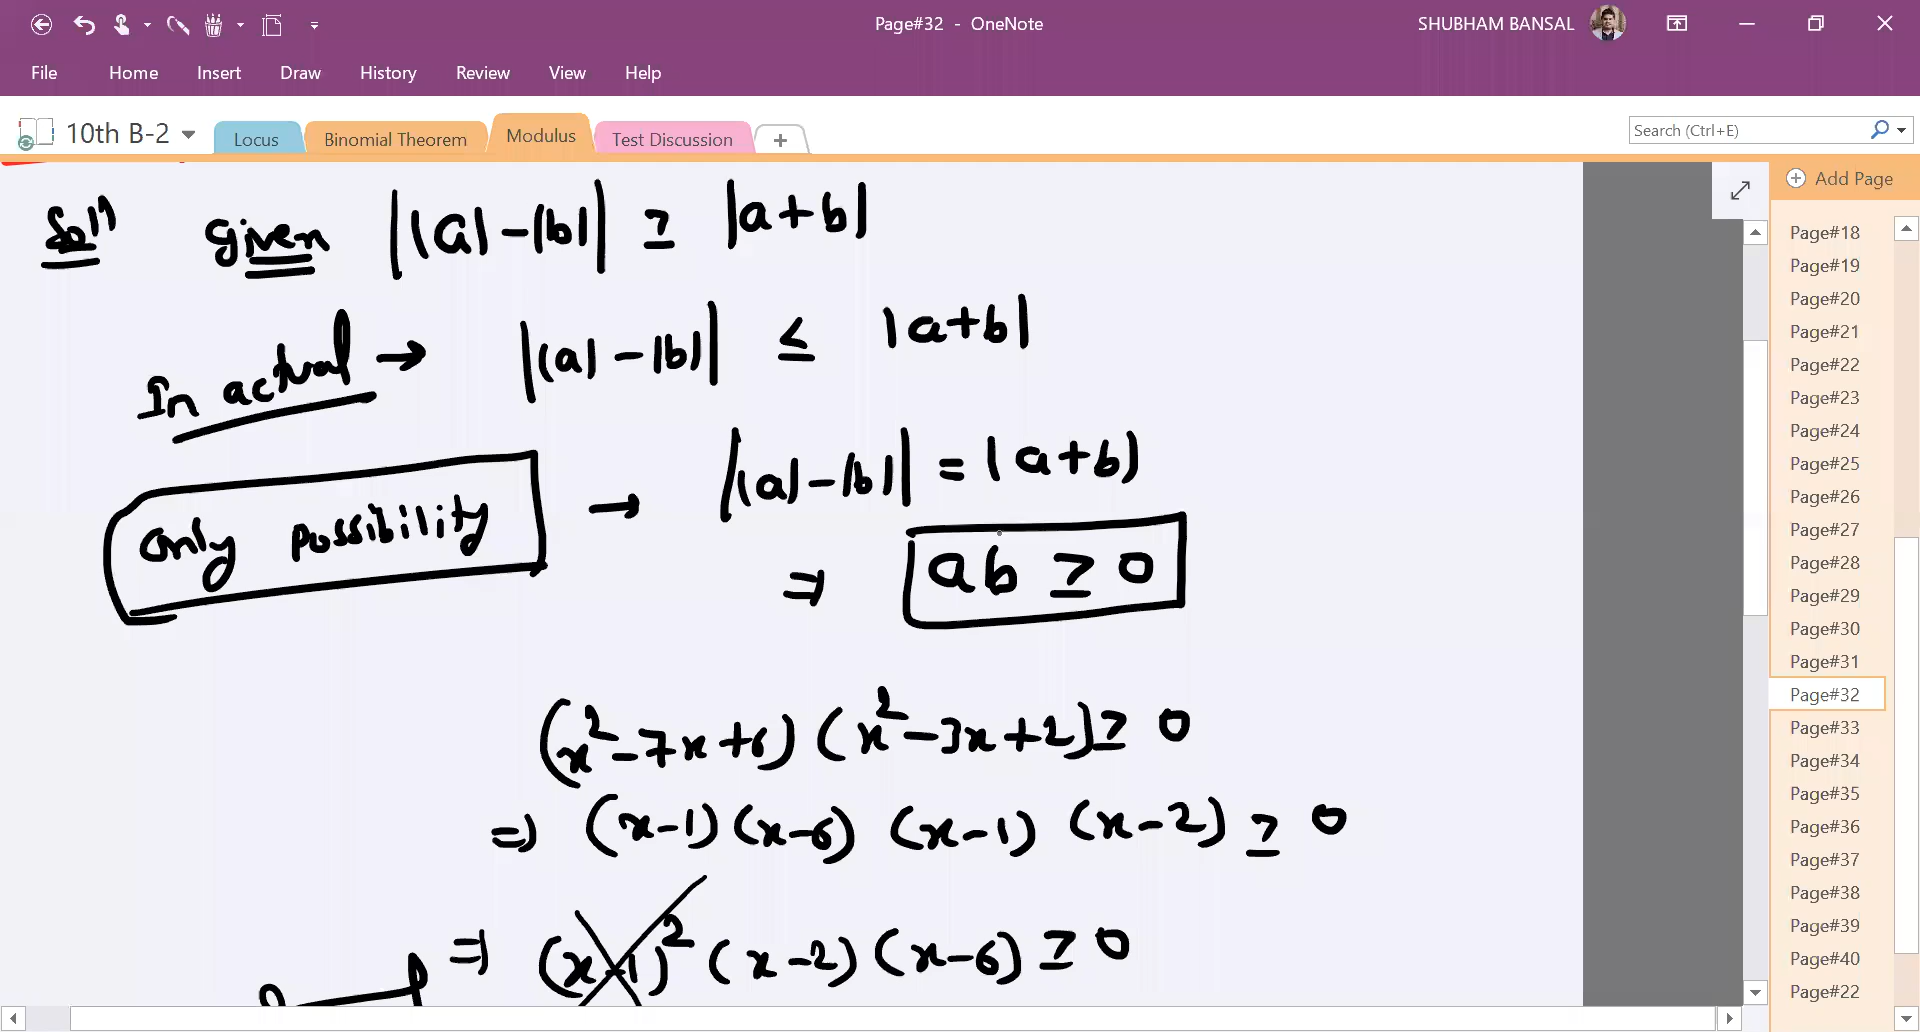 Page#32 - OneNote
SHUBHAM BANSAL
File Home Insert Draw History Review View Help
10th B-2 Locus Binomial Theorem Modulus Test Discussion
Search (Ctrl+E)
Add Page
Sol^n given ||a|-|b|| ≥ |a+b|
In actual → ||a|-|b|| ≤ |a+b|
only possibility → ||a|-|b|| = |a+b|
⇒ ab ≥ 0
(x²-7x+6)(x²-3x+2) ≥ 0
⇒ (x-1)(x-6)(x-1)(x-2) ≥ 0
⇒ (x-1)²(x-2)(x-6) ≥ 0
Page#18
Page#19
Page#20
Page#21
Page#22
Page#23
Page#24
Page#25
Page#26
Page#27
Page#28
Page#29
Page#30
Page#31
Page#32
Page#33
Page#34
Page#35
Page#36
Page#37
Page#38
Page#39
Page#40
Page#22